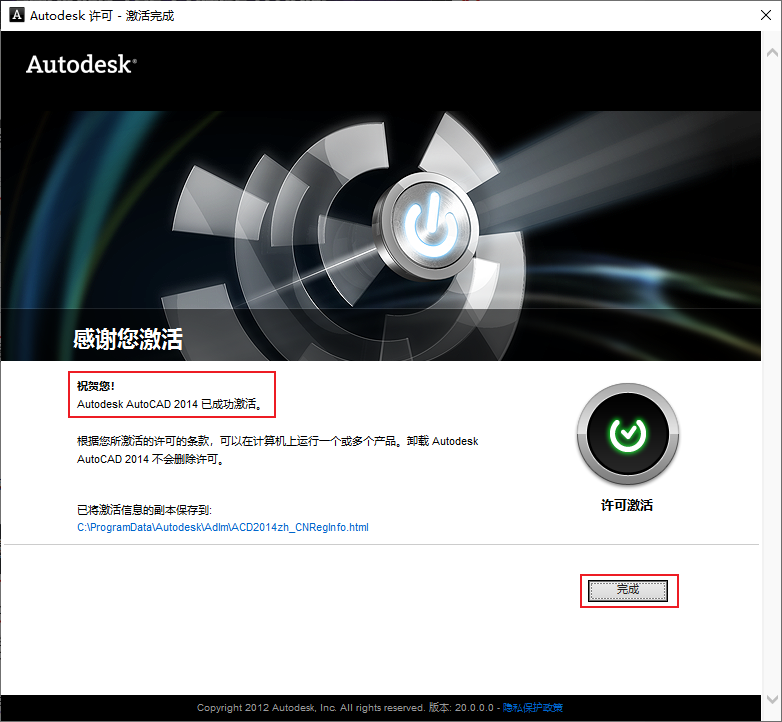 Autodesk 许可 - 激活完成
Autodesk®
感谢您激活
祝贺您!
Autodesk AutoCAD 2014 已成功激活。
根据您所激活的许可的条款，可以在计算机上运行一个或多个产品。卸载 Autodesk
AutoCAD 2014 不会删除许可。
许可激活
已将激活信息的副本保存到:
C:\ProgramData\Autodesk\Adlm\ACD2014zh_CNRegInfo.html
完成
Copyright 2012 Autodesk, Inc. All rights reserved. 版本: 20.0.0.0 - 隐私保护政策